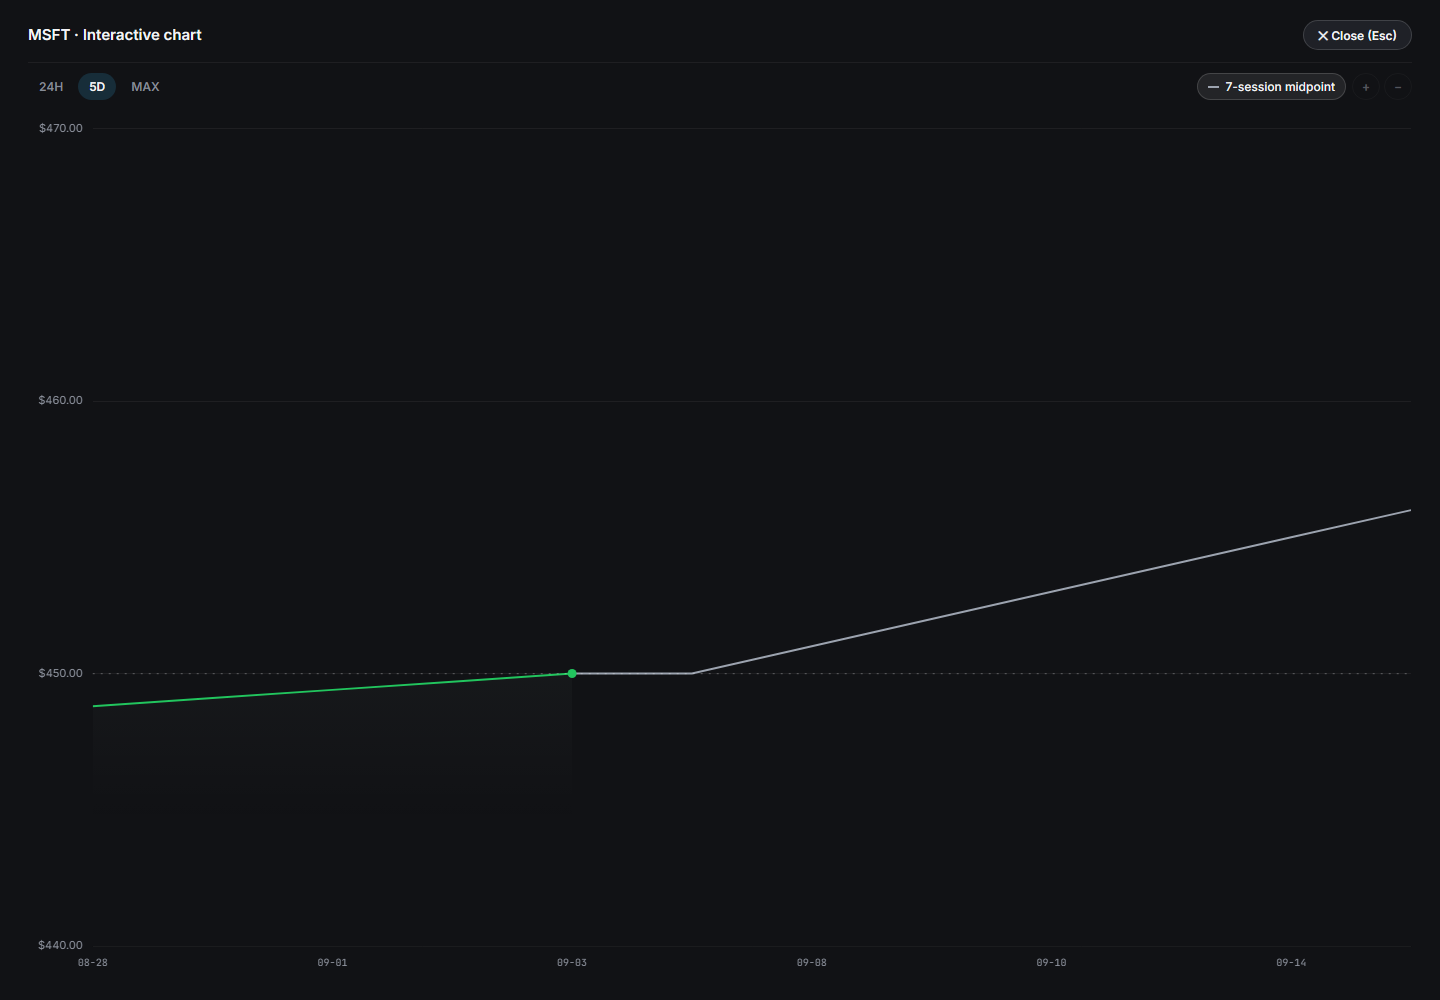 MSFT · Interactive chart
✕ Close (Esc)
24H 5D MAX
— 7-session midpoint + −
$470.00
$460.00
$450.00
$440.00
08-28 09-01 09-03 09-08 09-10 09-14